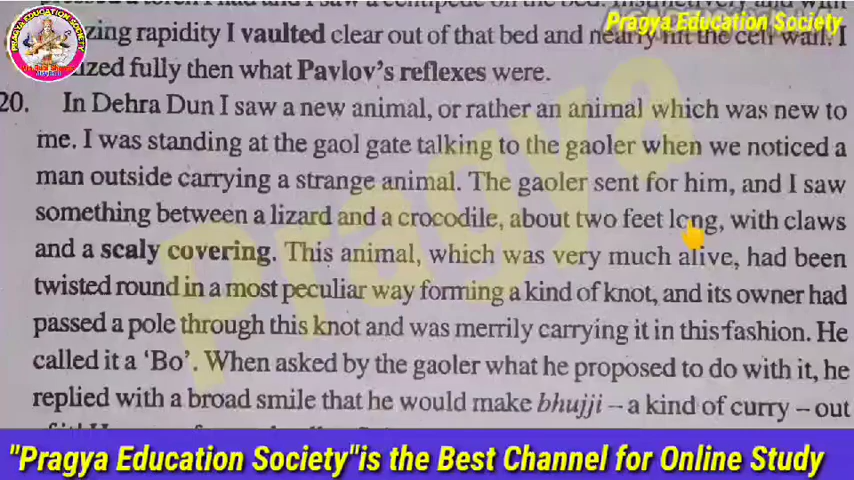 Pragya Education Society
zing rapidity I vaulted clear out of that bed and nearly hit the cell wall. I
ized fully then what Pavlov's reflexes were.
20. In Dehra Dun I saw a new animal, or rather an animal which was new to
me. I was standing at the gaol gate talking to the gaoler when we noticed a
man outside carrying a strange animal. The gaoler sent for him, and I saw
something between a lizard and a crocodile, about two feet long, with claws
and a scaly covering. This animal, which was very much alive, had been
twisted round in a most peculiar way forming a kind of knot, and its owner had
passed a pole through this knot and was merrily carrying it in this fashion. He
called it a 'Bo'. When asked by the gaoler what he proposed to do with it, he
replied with a broad smile that he would make bhujji – a kind of curry – out
"Pragya Education Society"is the Best Channel for Online Study